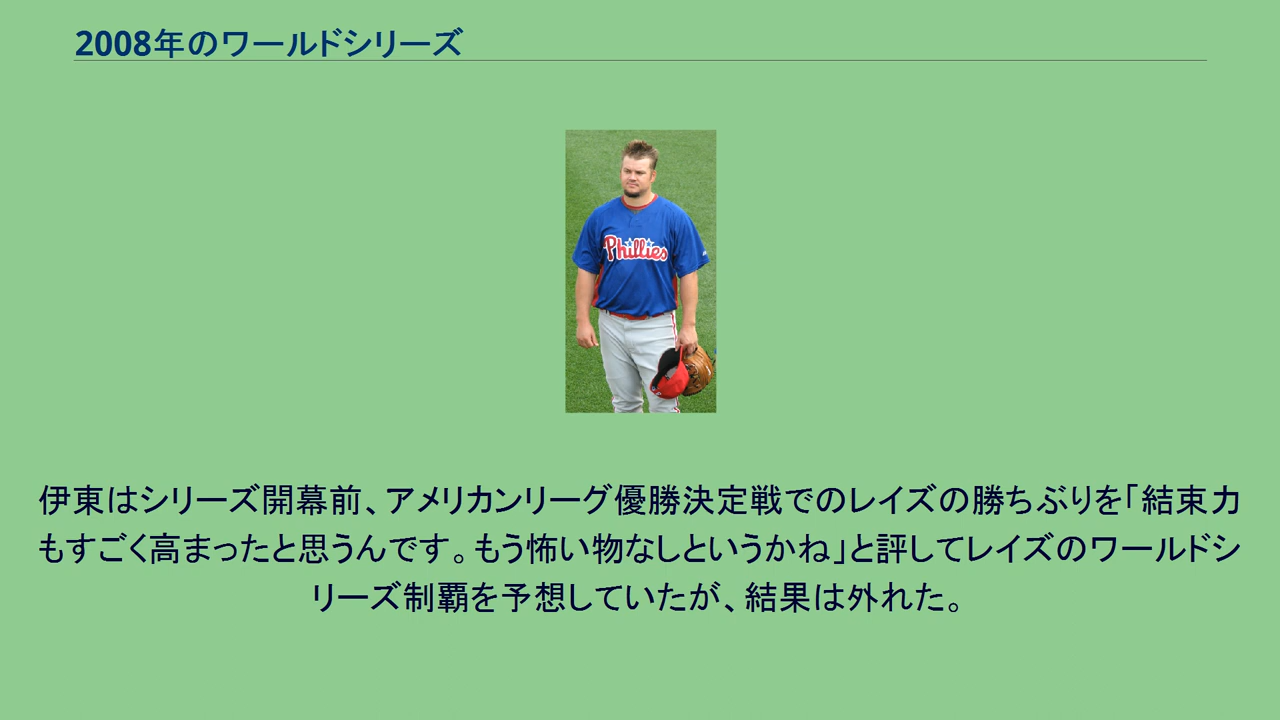 2008年のワールドシリーズ
Phillies
伊東はシリーズ開幕前、アメリカンリーグ優勝決定戦でのレイズの勝ちぶりを「結束力
もすごく高まったと思うんです。もう怖い物なしというかね」と評してレイズのワールドシ
リーズ制覇を予想していたが、結果は外れた。